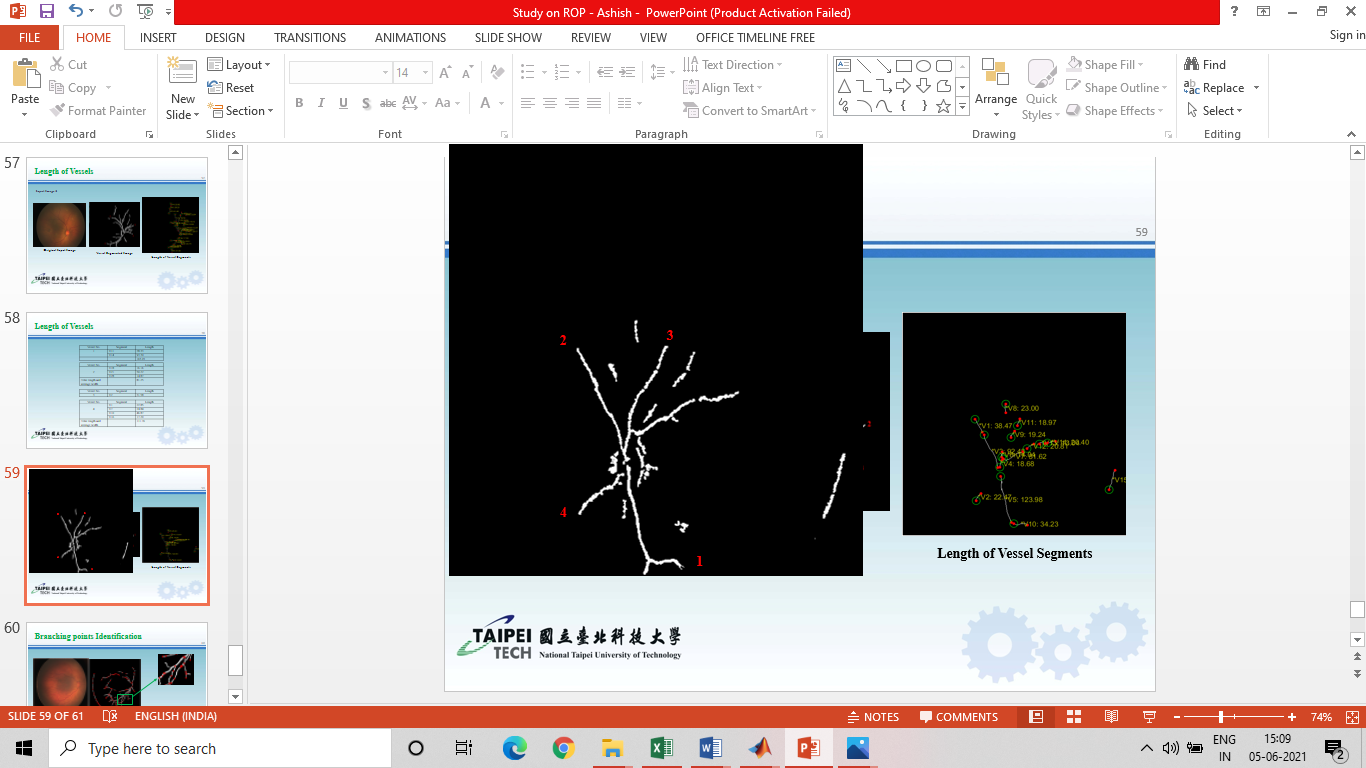 Study on ROP - Ashish - PowerPoint (Product Activation Failed)
FILE
HOME
INSERT
DESIGN
TRANSITIONS
ANIMATIONS
SLIDE SHOW
REVIEW
VIEW
OFFICE TIMELINE FREE
Sign in
Paste
Cut
Copy
Format Painter
Clipboard
New
Slide
Layout
Reset
Section
Slides
14
Font
Text Direction
Align Text
Convert to SmartArt
Paragraph
Arrange
Quick
Styles
Shape Fill
Shape Outline
Shape Effects
Drawing
Find
Replace
Select
Editing
57
Length of Vessels
58
Length of Vessels
59
60
Branching points Identification
59
2
3
4
1
2
V8: 23.00
V1: 38.47
V11: 18.97
V9: 19.24
V4: 18.68
V2: 22.47
V5: 123.98
V10: 34.23
V15
Length of Vessel Segments
TAIPEI
TECH
國立臺北科技大學
National Taipei University of Technology
SLIDE 59 OF 61
ENGLISH (INDIA)
NOTES
COMMENTS
74%
Type here to search
ENG
IN
15:09
05-06-2021
2